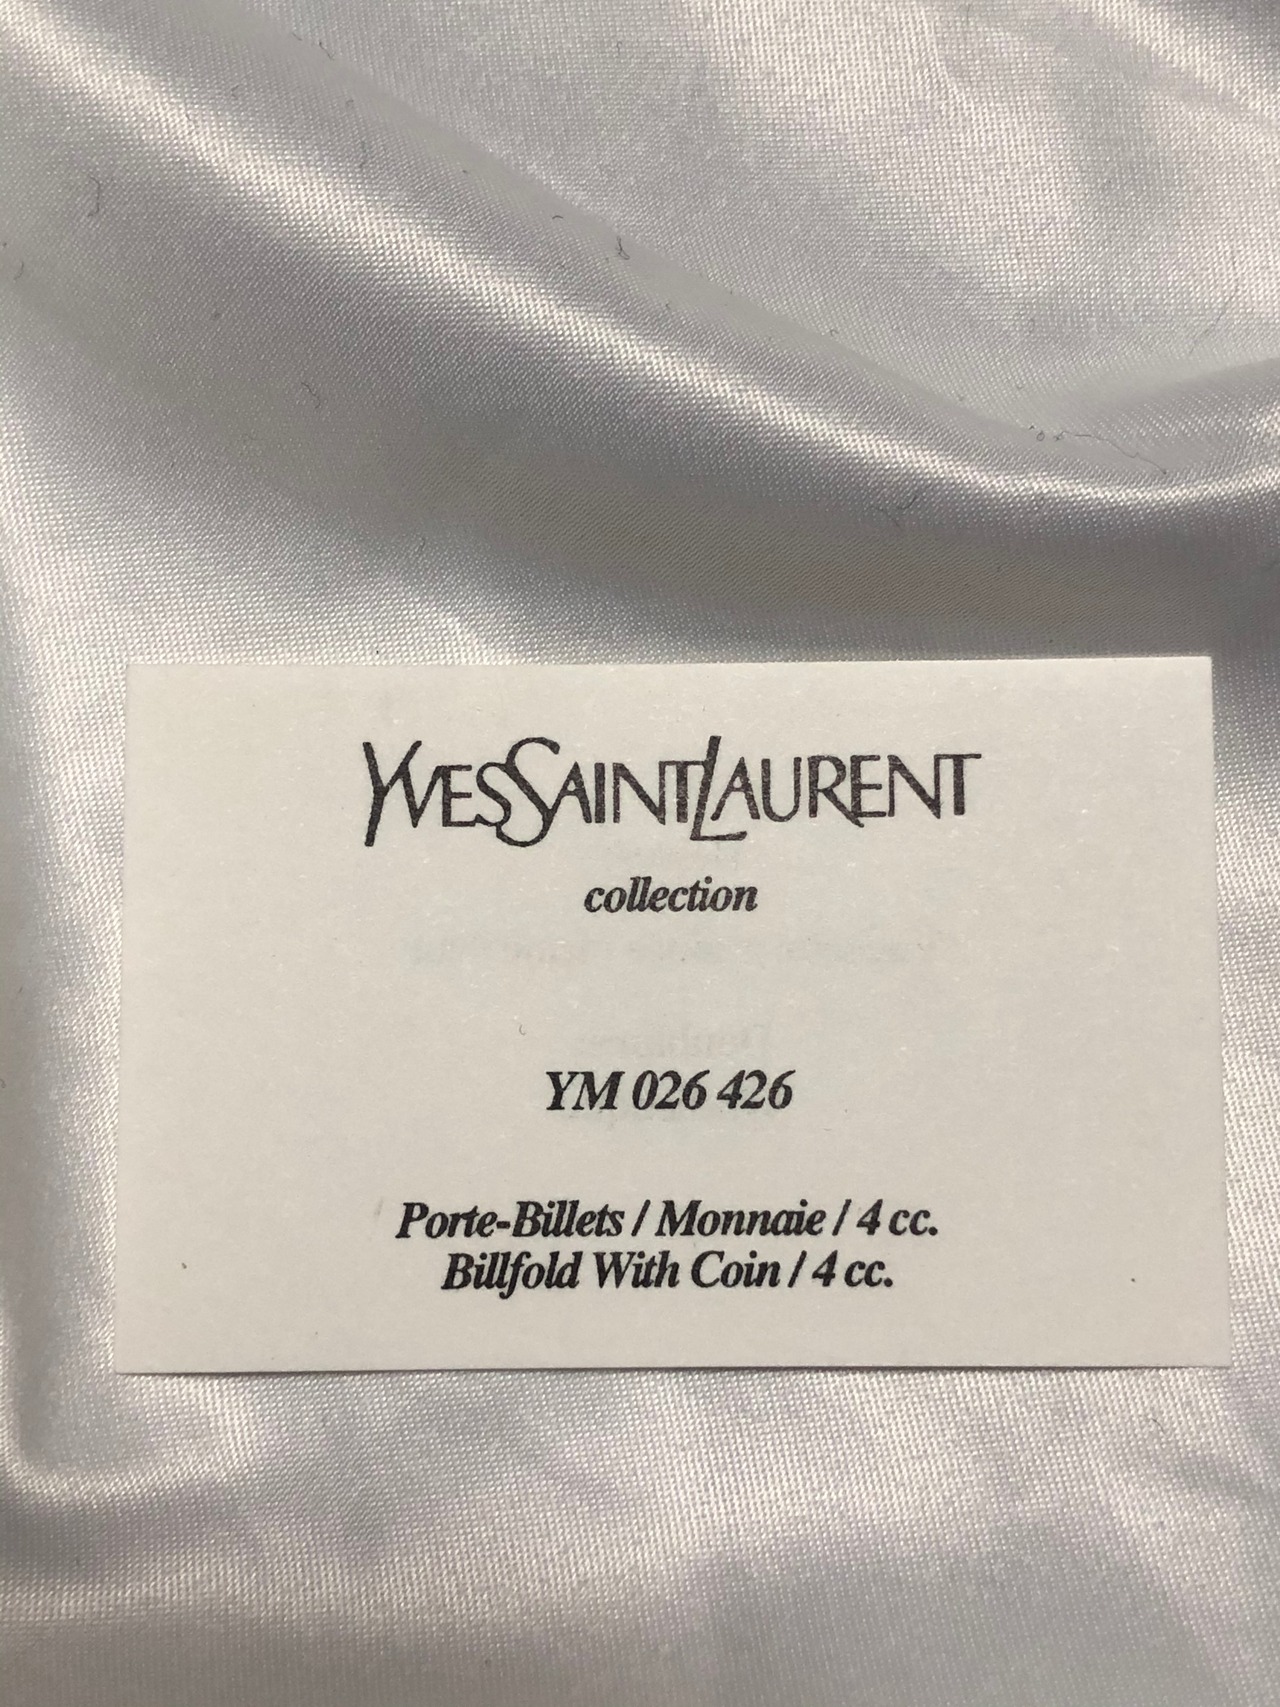 YVESSAINTLAURENT
collection
YM 026 426
Porte-Billets / Monnaie / 4 cc.
Billfold With Coin / 4 cc.